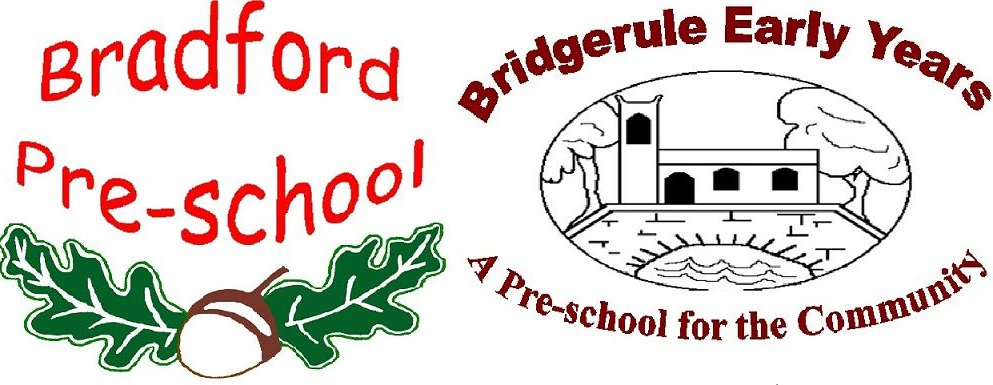 Bradford
Pre-school
Bridgerule Early Years
A Pre-school for the Community